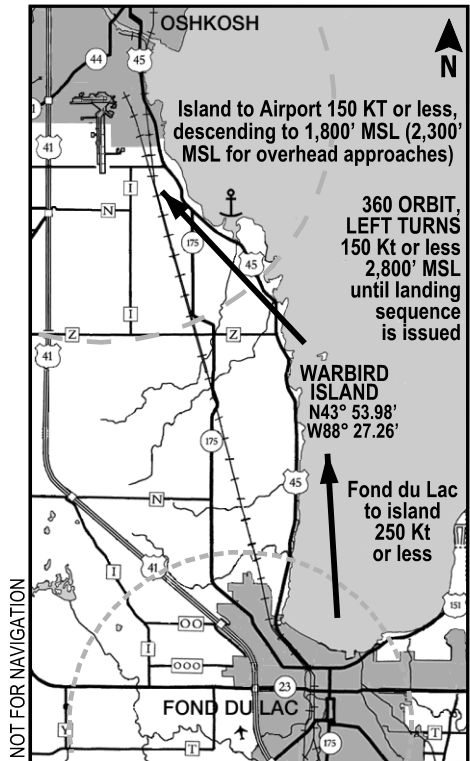 OSHKOSH
N
44
45
Island to Airport 150 KT or less,
descending to 1,800’ MSL (2,300’
MSL for overhead approaches)
41
I
N
360 ORBIT,
LEFT TURNS
150 Kt or less
2,800’ MSL
until landing
sequence
is issued
175
45
I
Z
Z
41
WARBIRD
ISLAND
N43° 53.98’
W88° 27.26’
175
45
N
Fond du Lac
to island
250 Kt
or less
41
I
151
OO
I
OOO
23
FOND DU LAC
Y
T
175
T
NOT FOR NAVIGATION